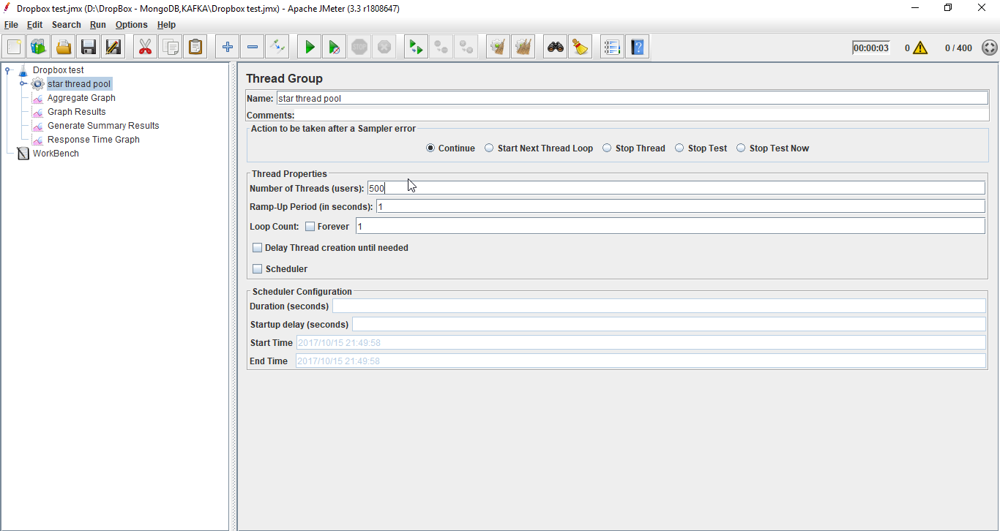 Dropbox test.jmx (D:\DropBox - MongoDB,KAFKA\Dropbox test.jmx) - Apache JMeter (3.3 r1808647)
File Edit Search Run Options Help
00:00:03 0 0 / 400
Dropbox test
star thread pool
Aggregate Graph
Graph Results
Generate Summary Results
Response Time Graph
WorkBench
Thread Group
Name: star thread pool
Comments:
Action to be taken after a Sampler error
Continue Start Next Thread Loop Stop Thread Stop Test Stop Test Now
Thread Properties
Number of Threads (users): 500
Ramp-Up Period (in seconds): 1
Loop Count: Forever 1
Delay Thread creation until needed
Scheduler
Scheduler Configuration
Duration (seconds)
Startup delay (seconds)
Start Time 2017/10/15 21:49:58
End Time 2017/10/15 21:49:58